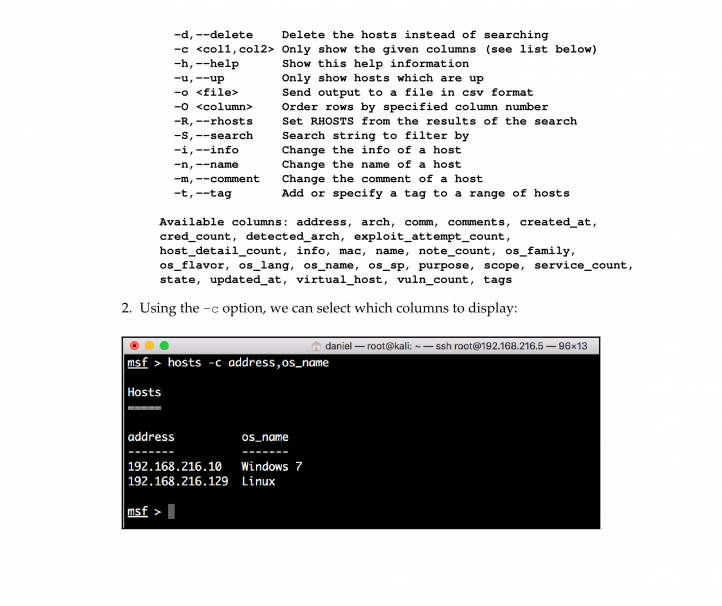 -d,--delete    Delete the hosts instead of searching
-c <col1,col2> Only show the given columns (see list below)
-h,--help      Show this help information
-u,--up        Only show hosts which are up
-o <file>      Send output to a file in csv format
-O <column>    Order rows by specified column number
-R,--rhosts    Set RHOSTS from the results of the search
-S,--search    Search string to filter by
-i,--info      Change the info of a host
-n,--name      Change the name of a host
-m,--comment   Change the comment of a host
-t,--tag       Add or specify a tag to a range of hosts
Available columns: address, arch, comm, comments, created_at,
cred_count, detected_arch, exploit_attempt_count,
host_detail_count, info, mac, name, note_count, os_family,
os_flavor, os_lang, os_name, os_sp, purpose, scope, service_count,
state, updated_at, virtual_host, vuln_count, tags
2. Using the -c option, we can select which columns to display:
daniel — root@kali: ~ — ssh root@192.168.216.5 — 96×13
msf > hosts -c address,os_name
Hosts
=====
address          os_name
-------          -------
192.168.216.10   Windows 7
192.168.216.129  Linux
msf >